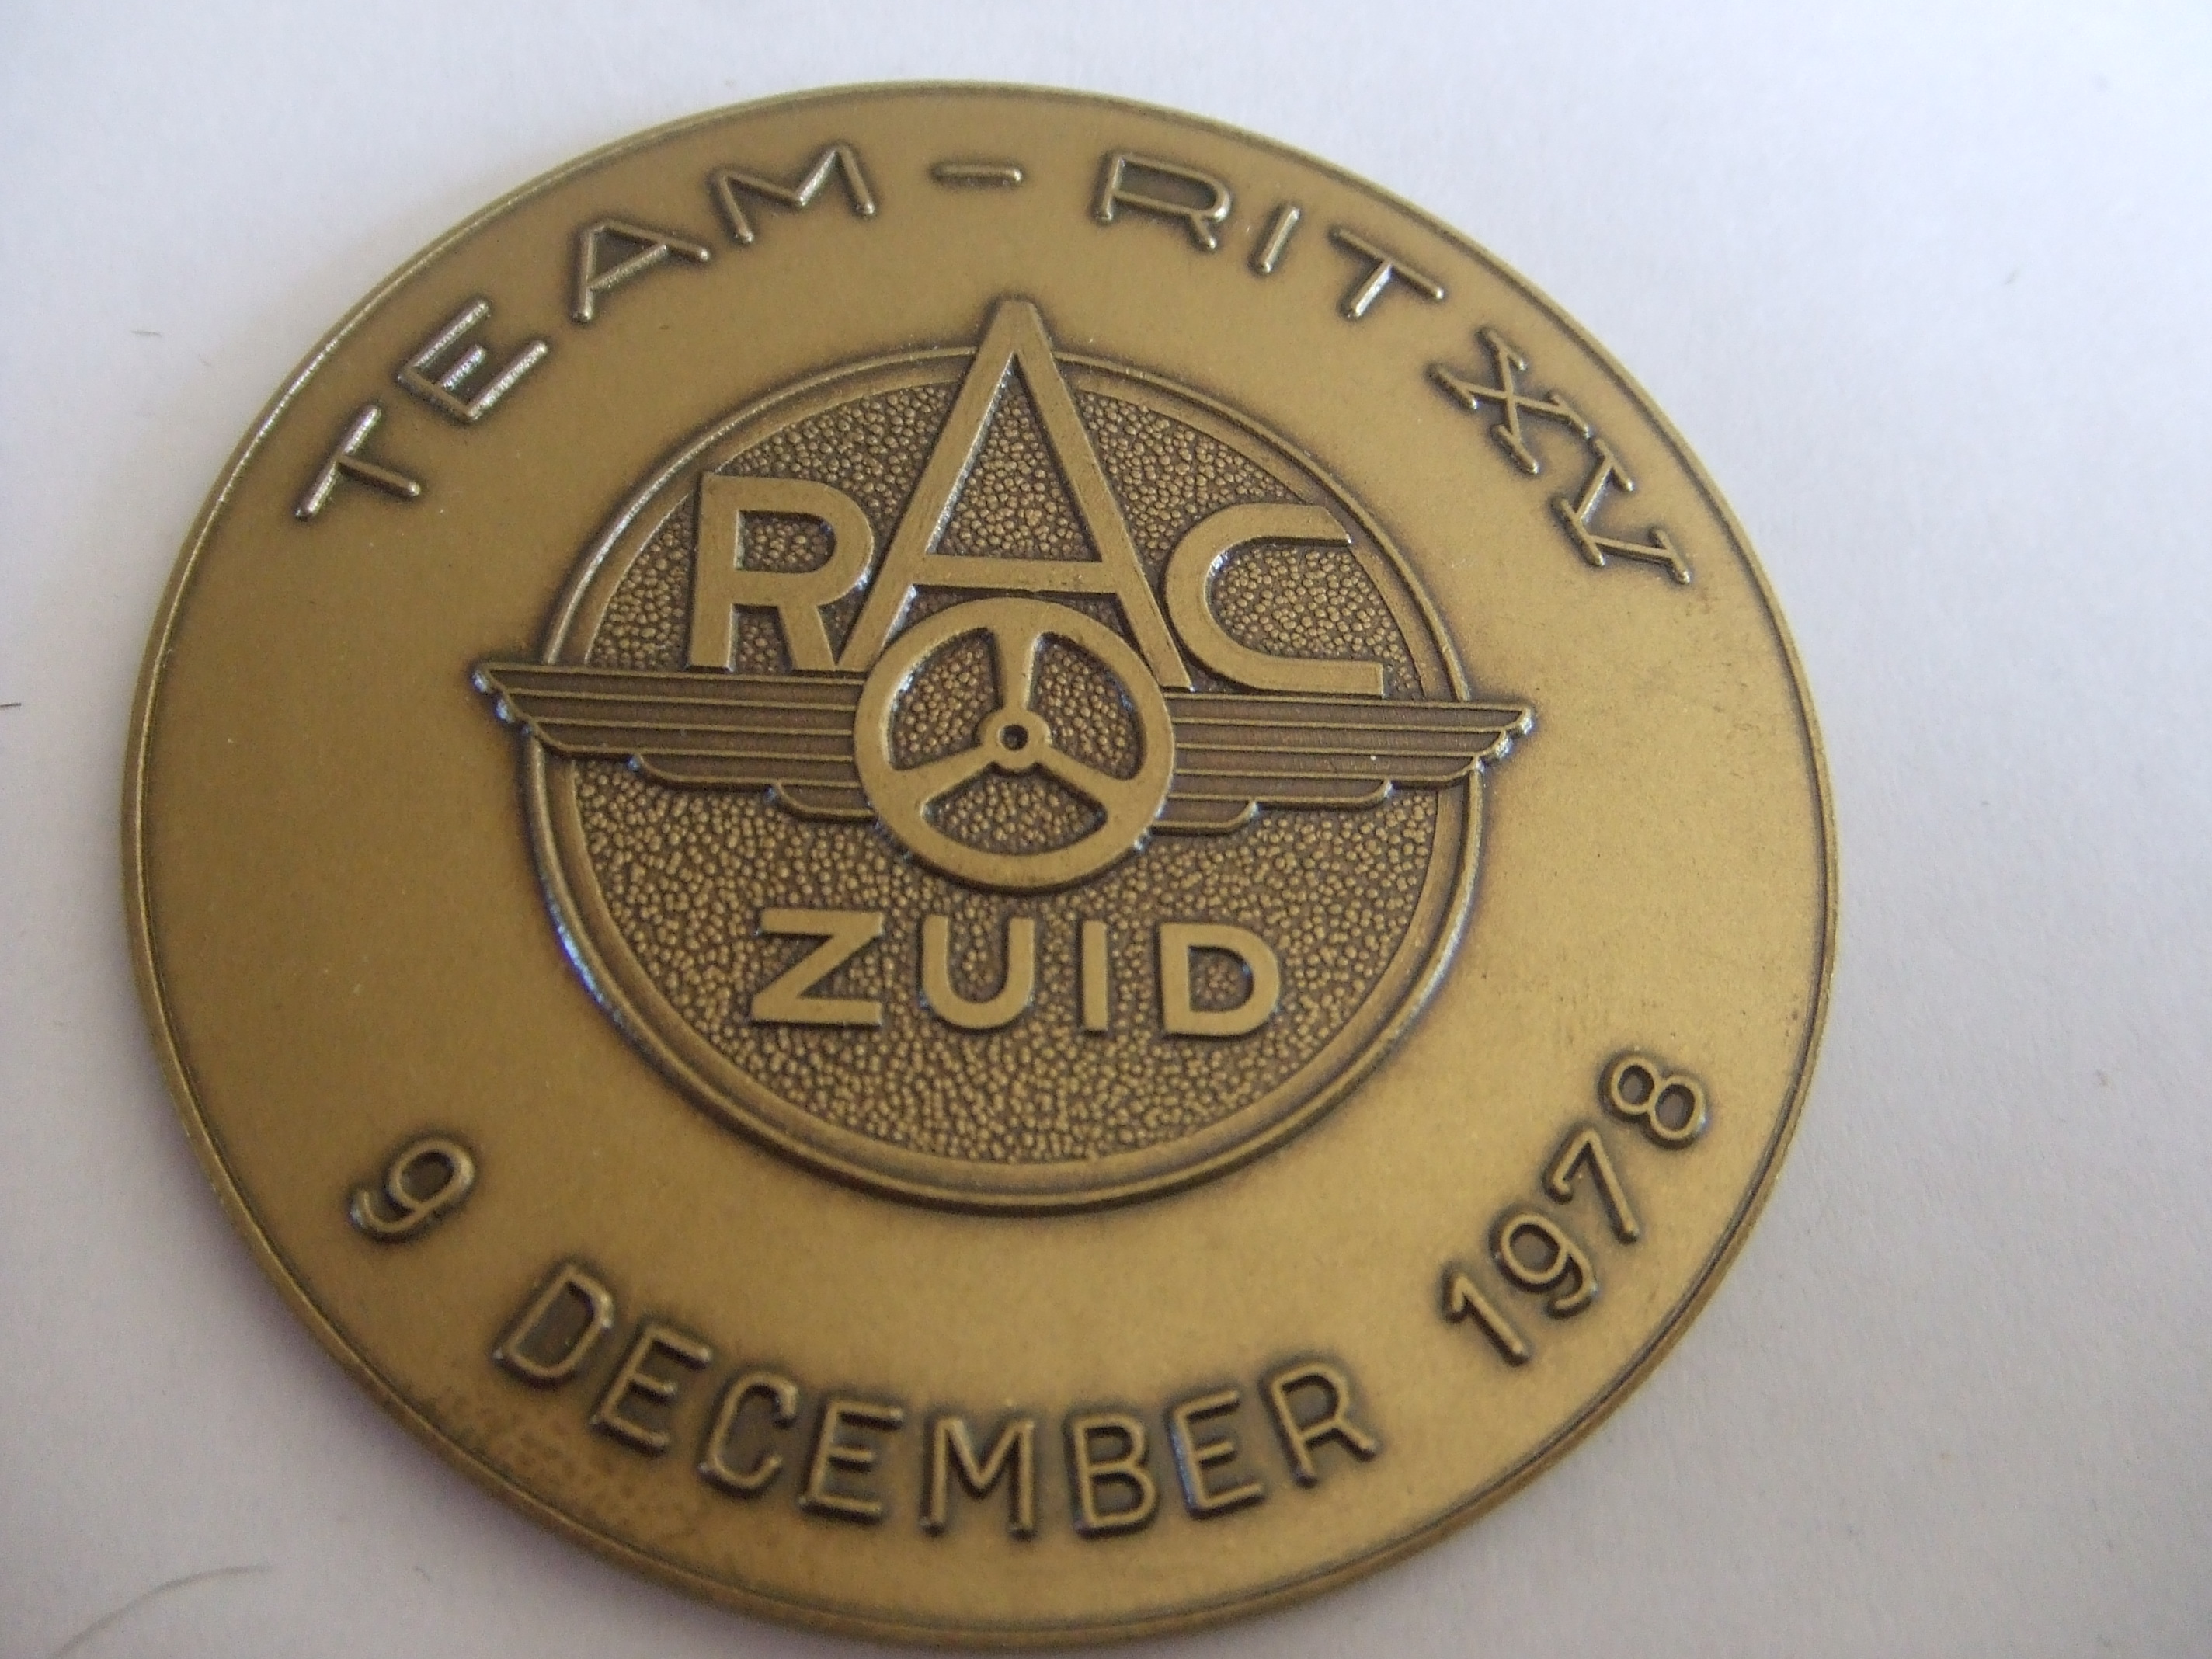 TEAM - RIT XV
RAC
ZUID
9 DECEMBER 1978